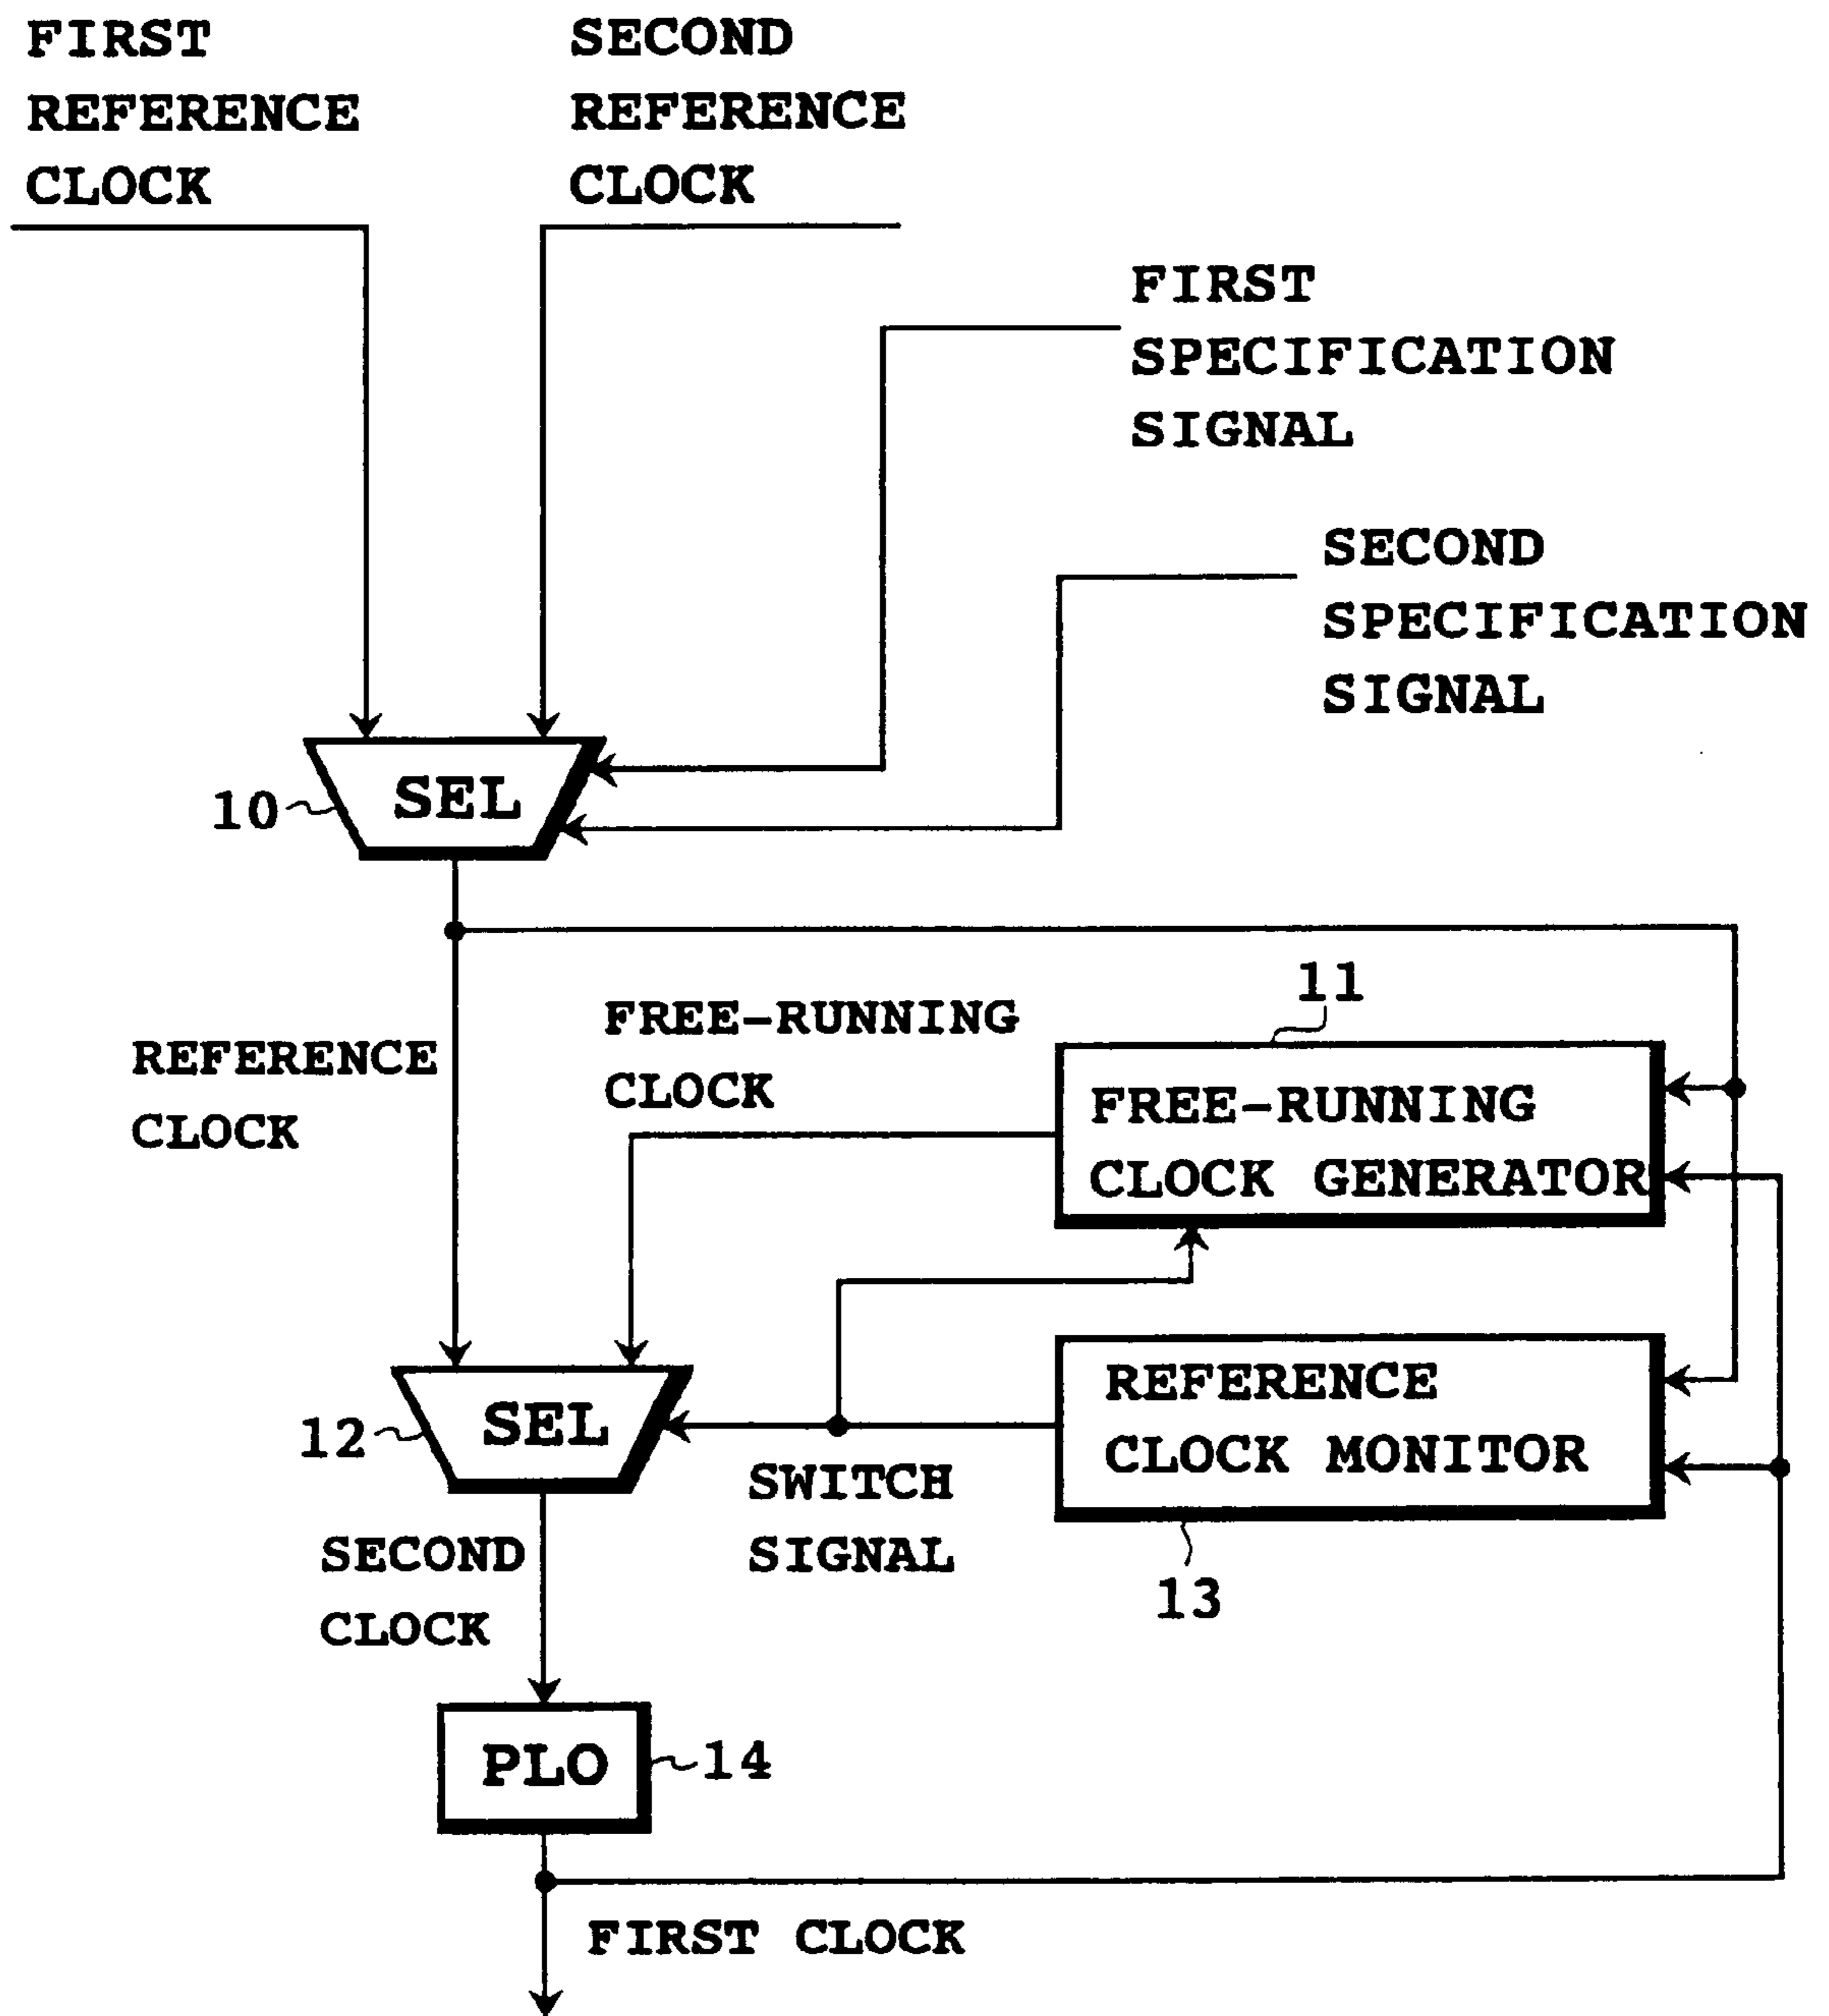 FIRST
REFERENCE
CLOCK
SECOND
REFERENCE
CLOCK
FIRST
SPECIFICATION
SIGNAL
SECOND
SPECIFICATION
SIGNAL
SEL
10
11
FREE-RUNNING
CLOCK
REFERENCE
CLOCK
FREE-RUNNING
CLOCK GENERATOR
REFERENCE
CLOCK MONITOR
SEL
12
SWITCH
SIGNAL
13
SECOND
CLOCK
PLO
14
FIRST CLOCK